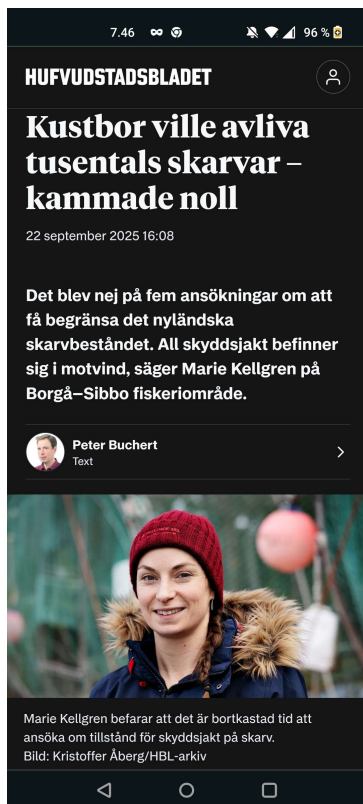 7.46
96 %
HUFVUDSTADSBLADET
Kustbor ville avliva
tusentals skarvar –
kammade noll
22 september 2025 16:08
Det blev nej på fem ansökningar om att
få begränsa det nyländska
skarvbeståndet. All skyddsjakt befinner
sig i motvind, säger Marie Kellgren på
Borgå–Sibbo fiskeriområde.
Peter Buchert
Text
Marie Kellgren befarar att det är bortkastad tid att
ansöka om tillstånd för skyddsjakt på skarv.
Bild: Kristoffer Åberg/HBL-arkiv